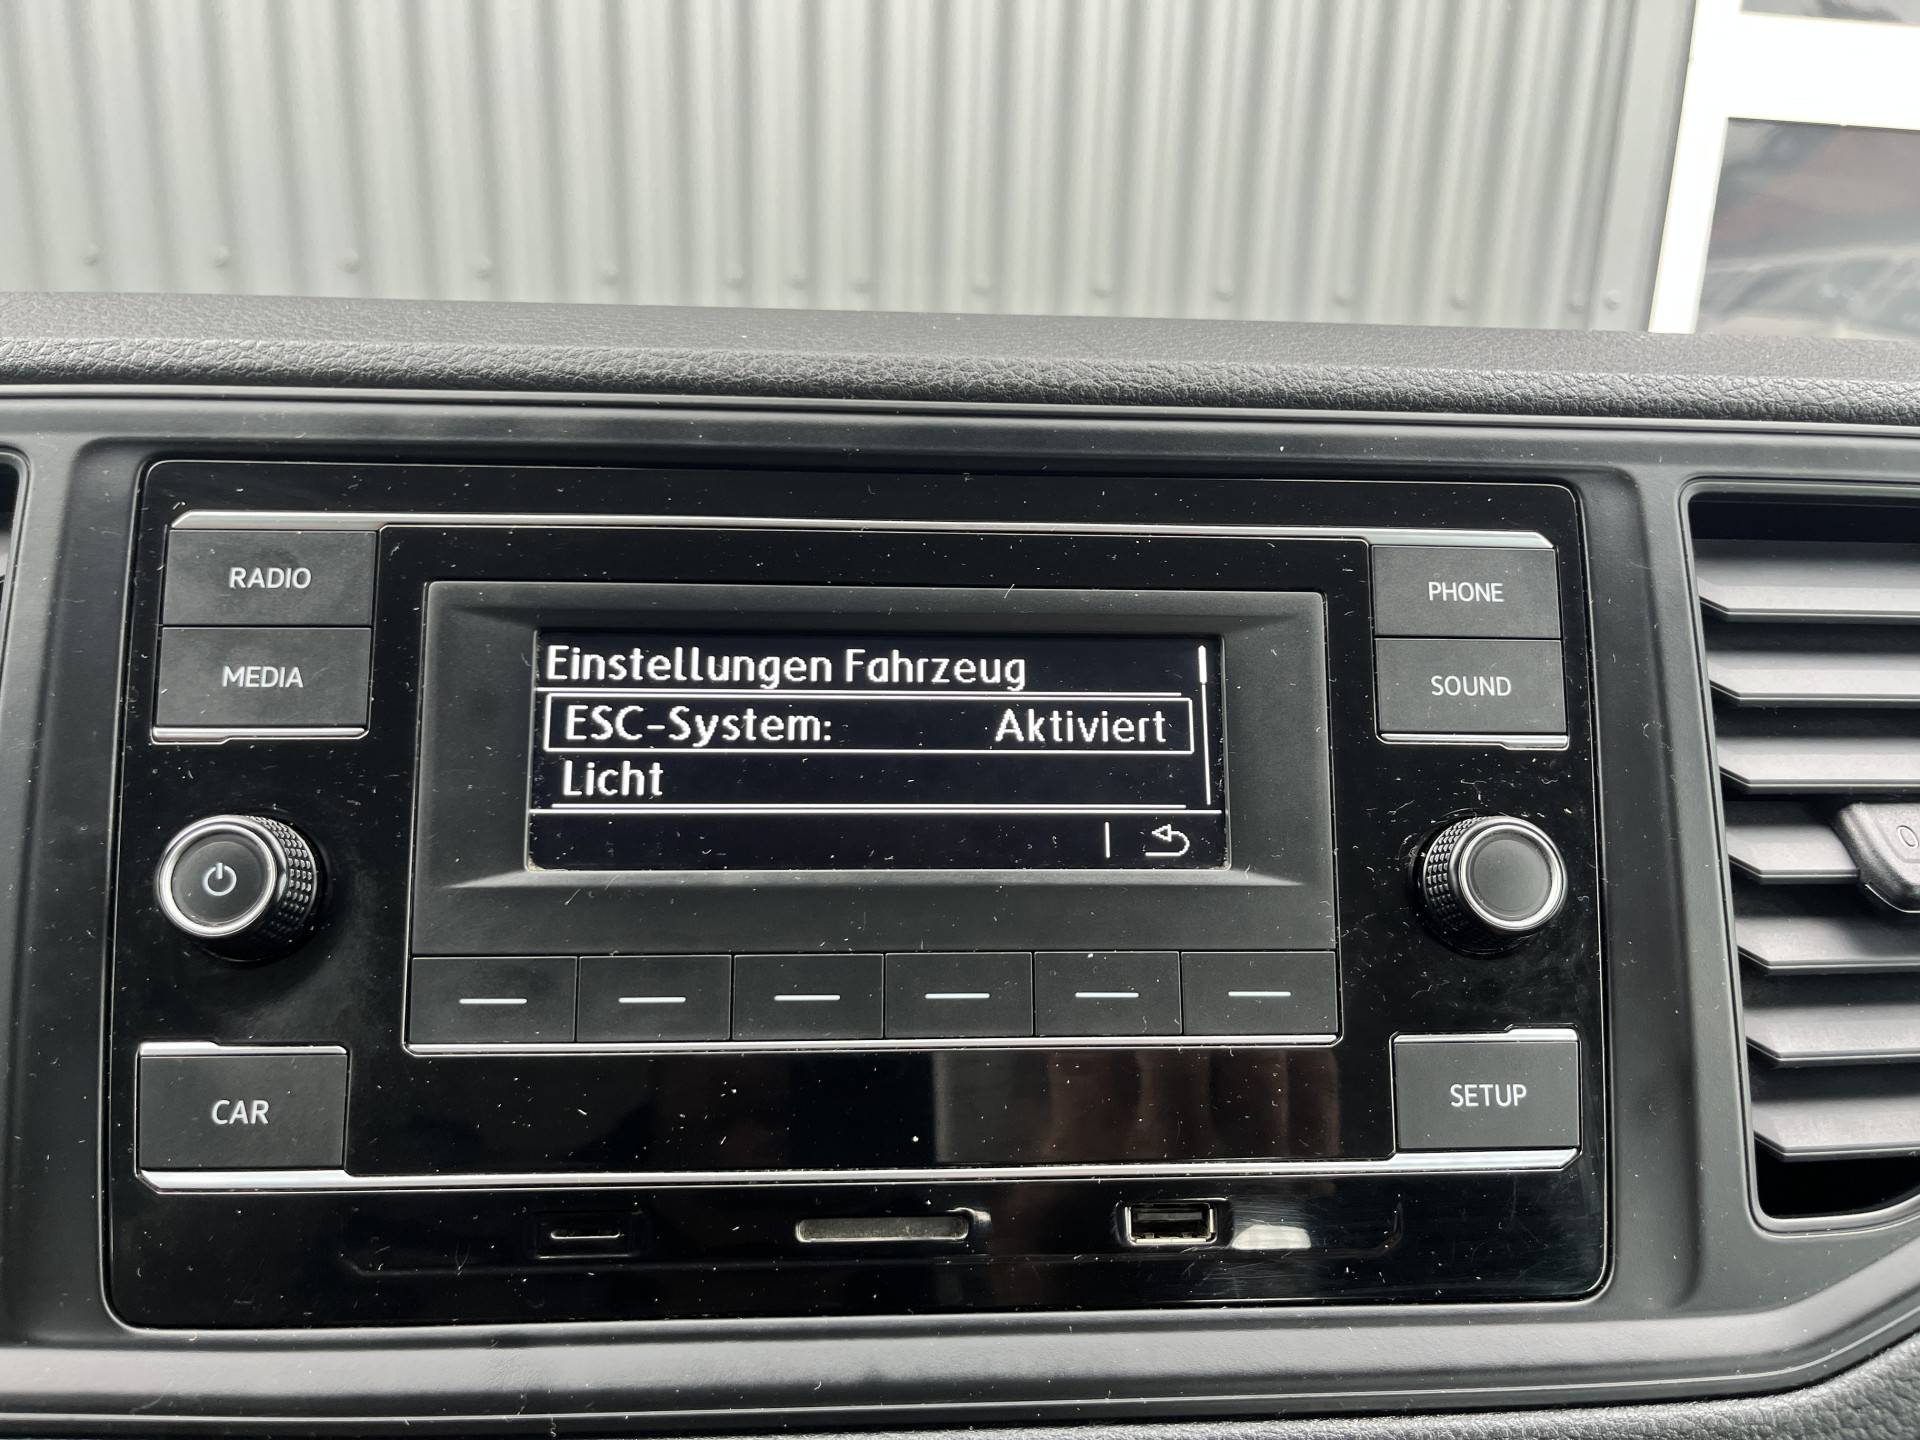 RADIO
PHONE
MEDIA
SOUND
Einstellungen Fahrzeug
ESC-System: Aktiviert
Licht
CAR
SETUP